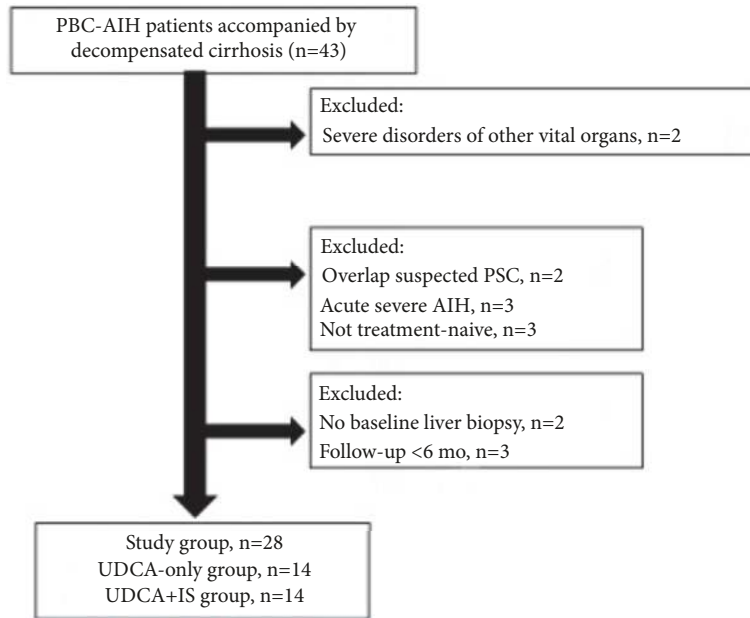 PBC-AIH patients accompanied by
decompensated cirrhosis (n=43)
Excluded:
Severe disorders of other vital organs, n=2
Excluded:
Overlap suspected PSC, n=2
Acute severe AIH, n=3
Not treatment-naive, n=3
Excluded:
No baseline liver biopsy, n=2
Follow-up <6 mo, n=3
Study group, n=28
UDCA-only group, n=14
UDCA+IS group, n=14